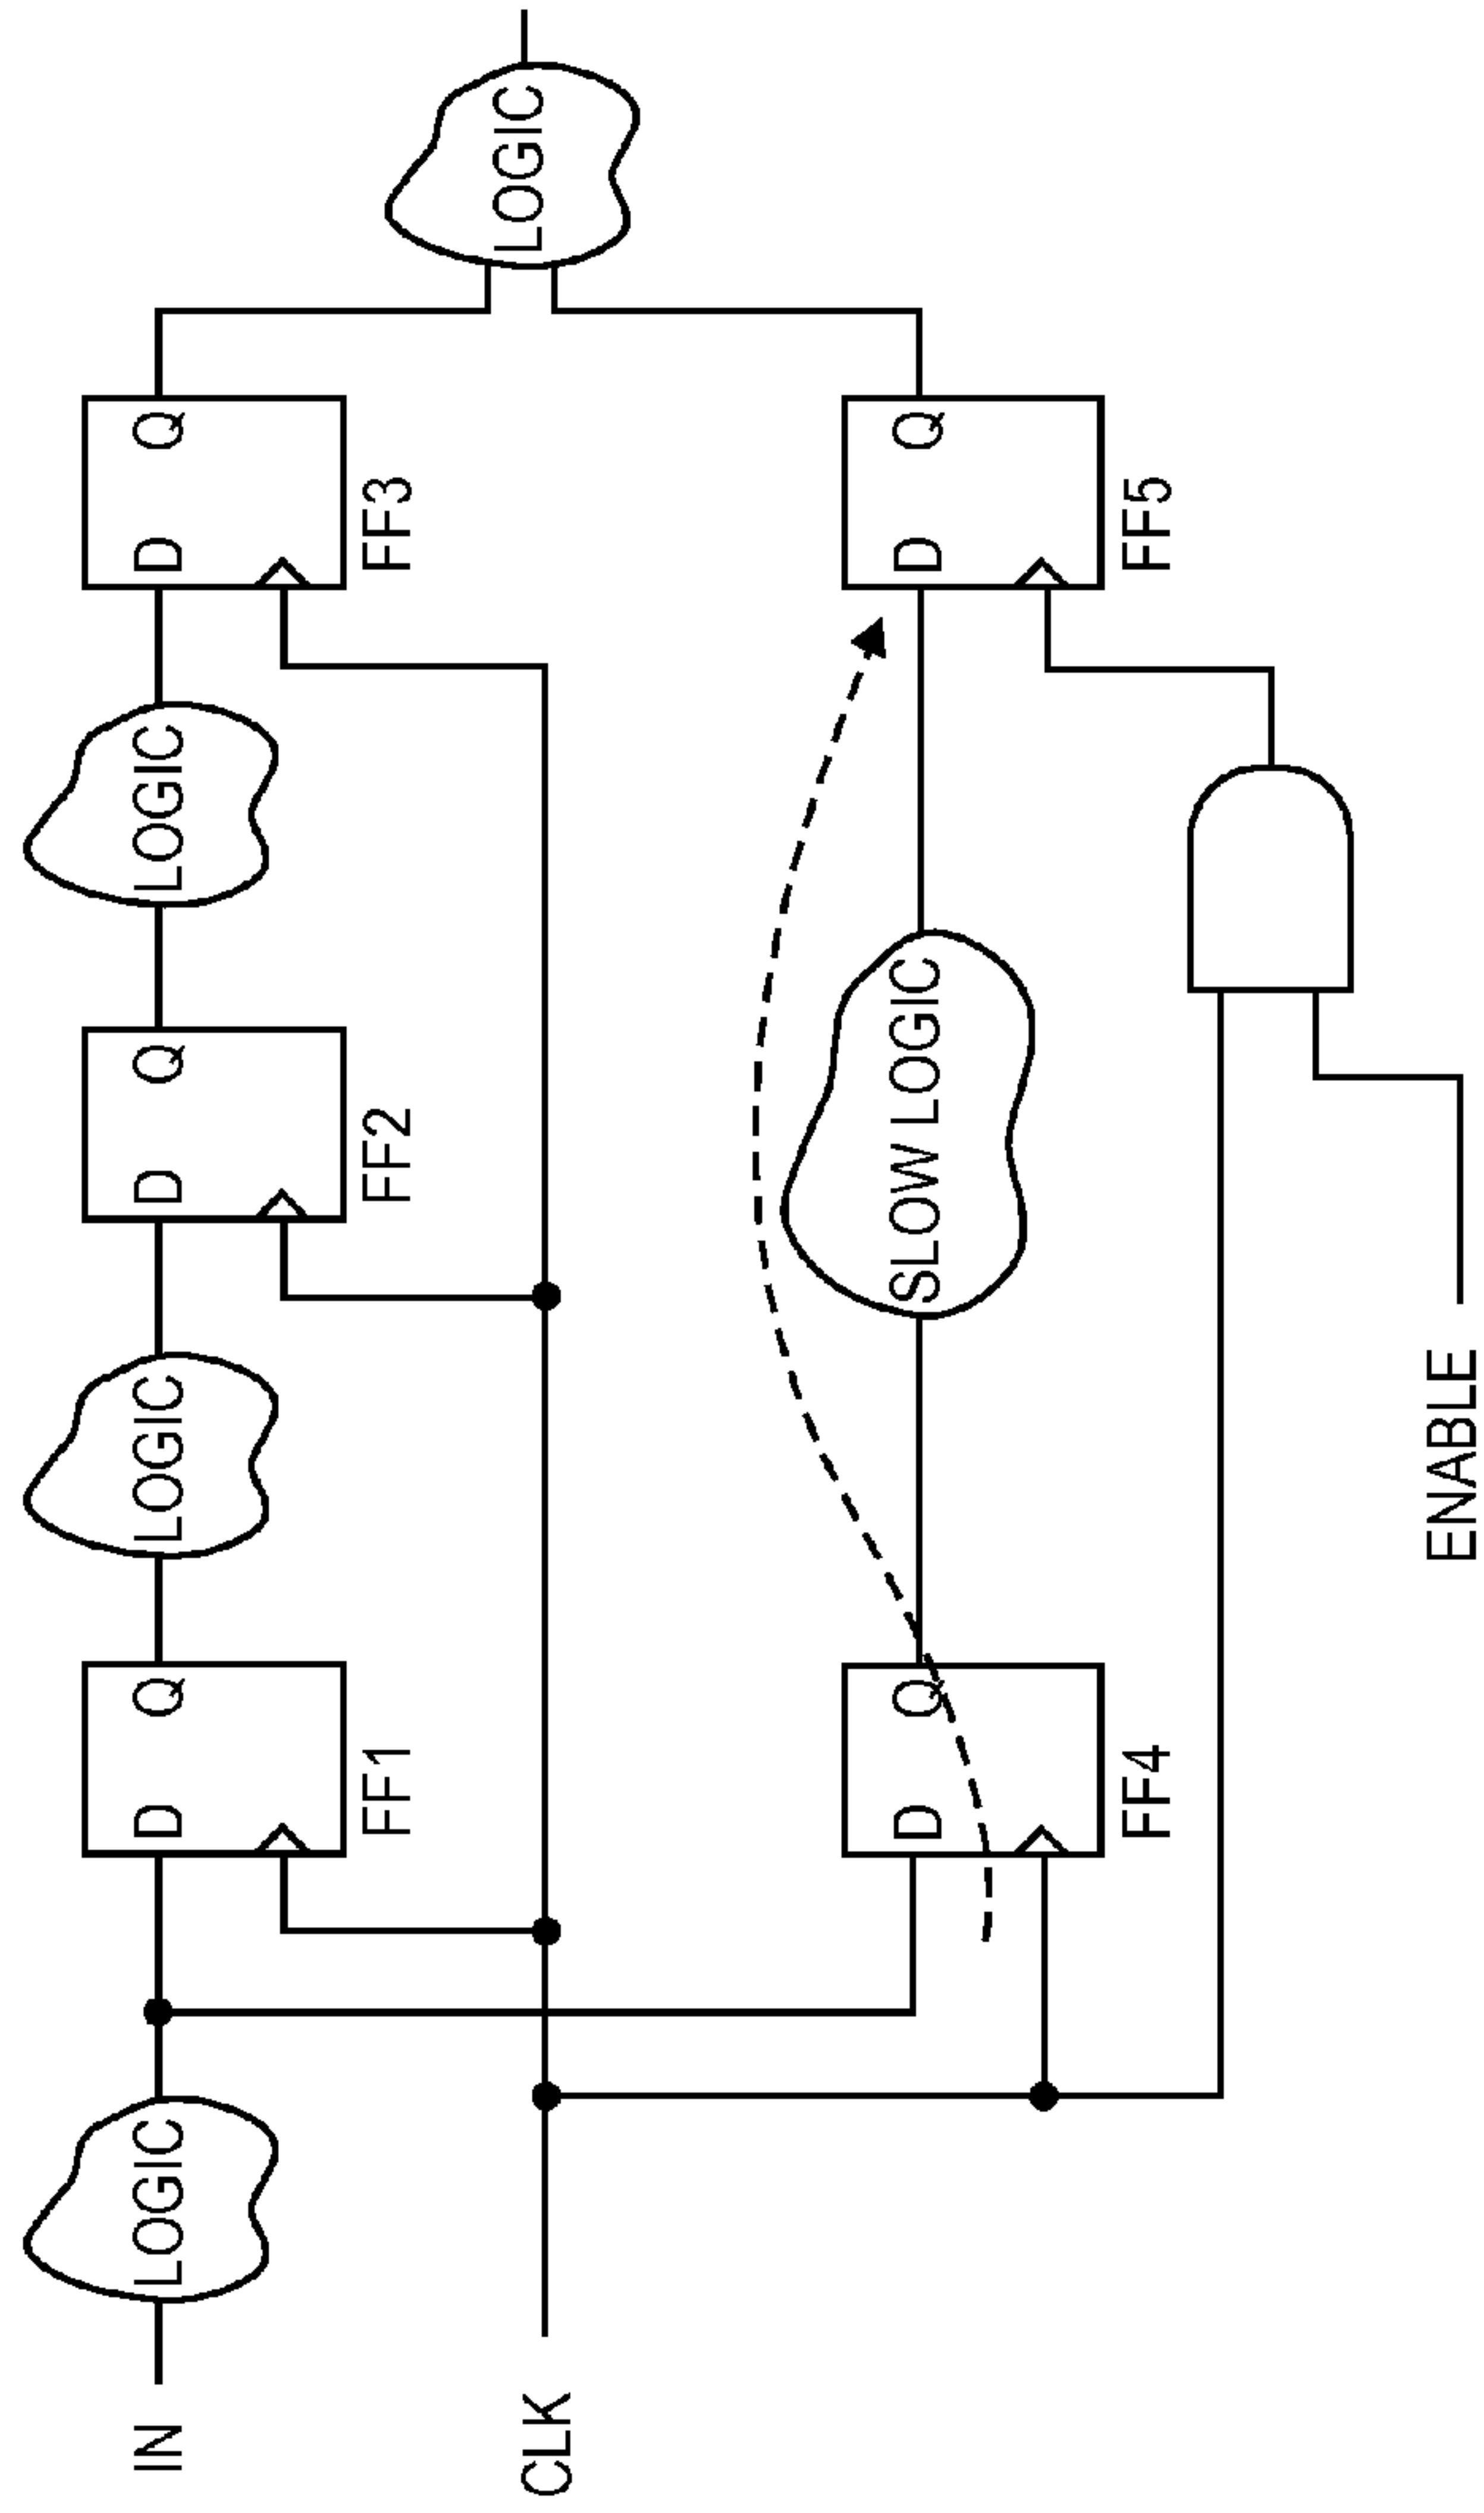 IN
LOGIC
D
Q
FF1
LOGIC
D
Q
FF2
LOGIC
D
Q
FF3
LOGIC
CLK
D
Q
FF4
SLOW LOGIC
D
Q
FF5
ENABLE